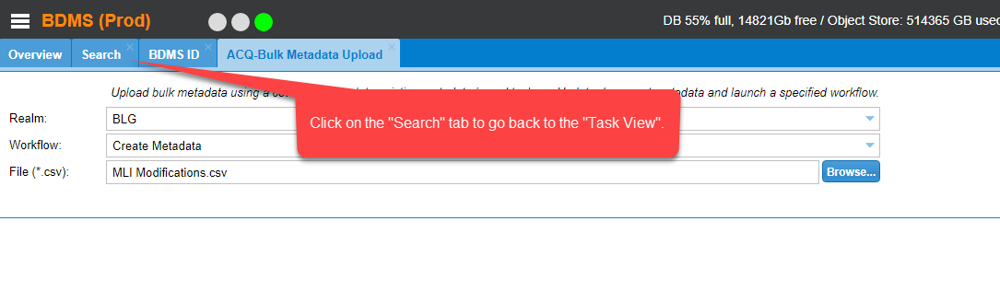 BDMS (Prod)
DB 55% full, 14821Gb free / Object Store: 514365 GB used
Overview
Search
BDMS ID
ACQ-Bulk Metadata Upload
Upload bulk metadata using a and launch a specified workflow.
Click on the "Search" tab to go back to the "Task View".
Realm:
BLG
Workflow:
Create Metadata
File (*.csv):
MLI Modifications.csv
Browse...